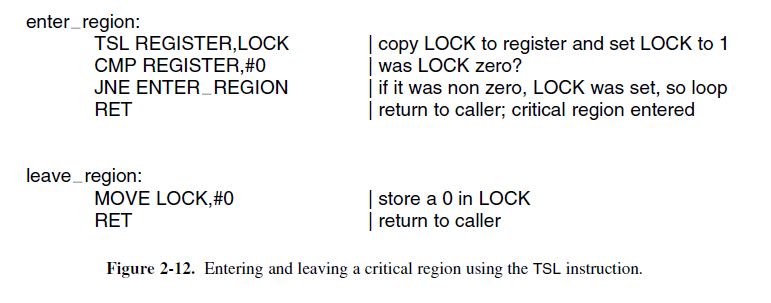 enter_region:
TSL REGISTER,LOCK | copy LOCK to register and set LOCK to 1
CMP REGISTER,#0 | was LOCK zero?
JNE ENTER_REGION | if it was non zero, LOCK was set, so loop
RET | return to caller; critical region entered
leave_region:
MOVE LOCK,#0 | store a 0 in LOCK
RET | return to caller
Figure 2-12. Entering and leaving a critical region using the TSL instruction.